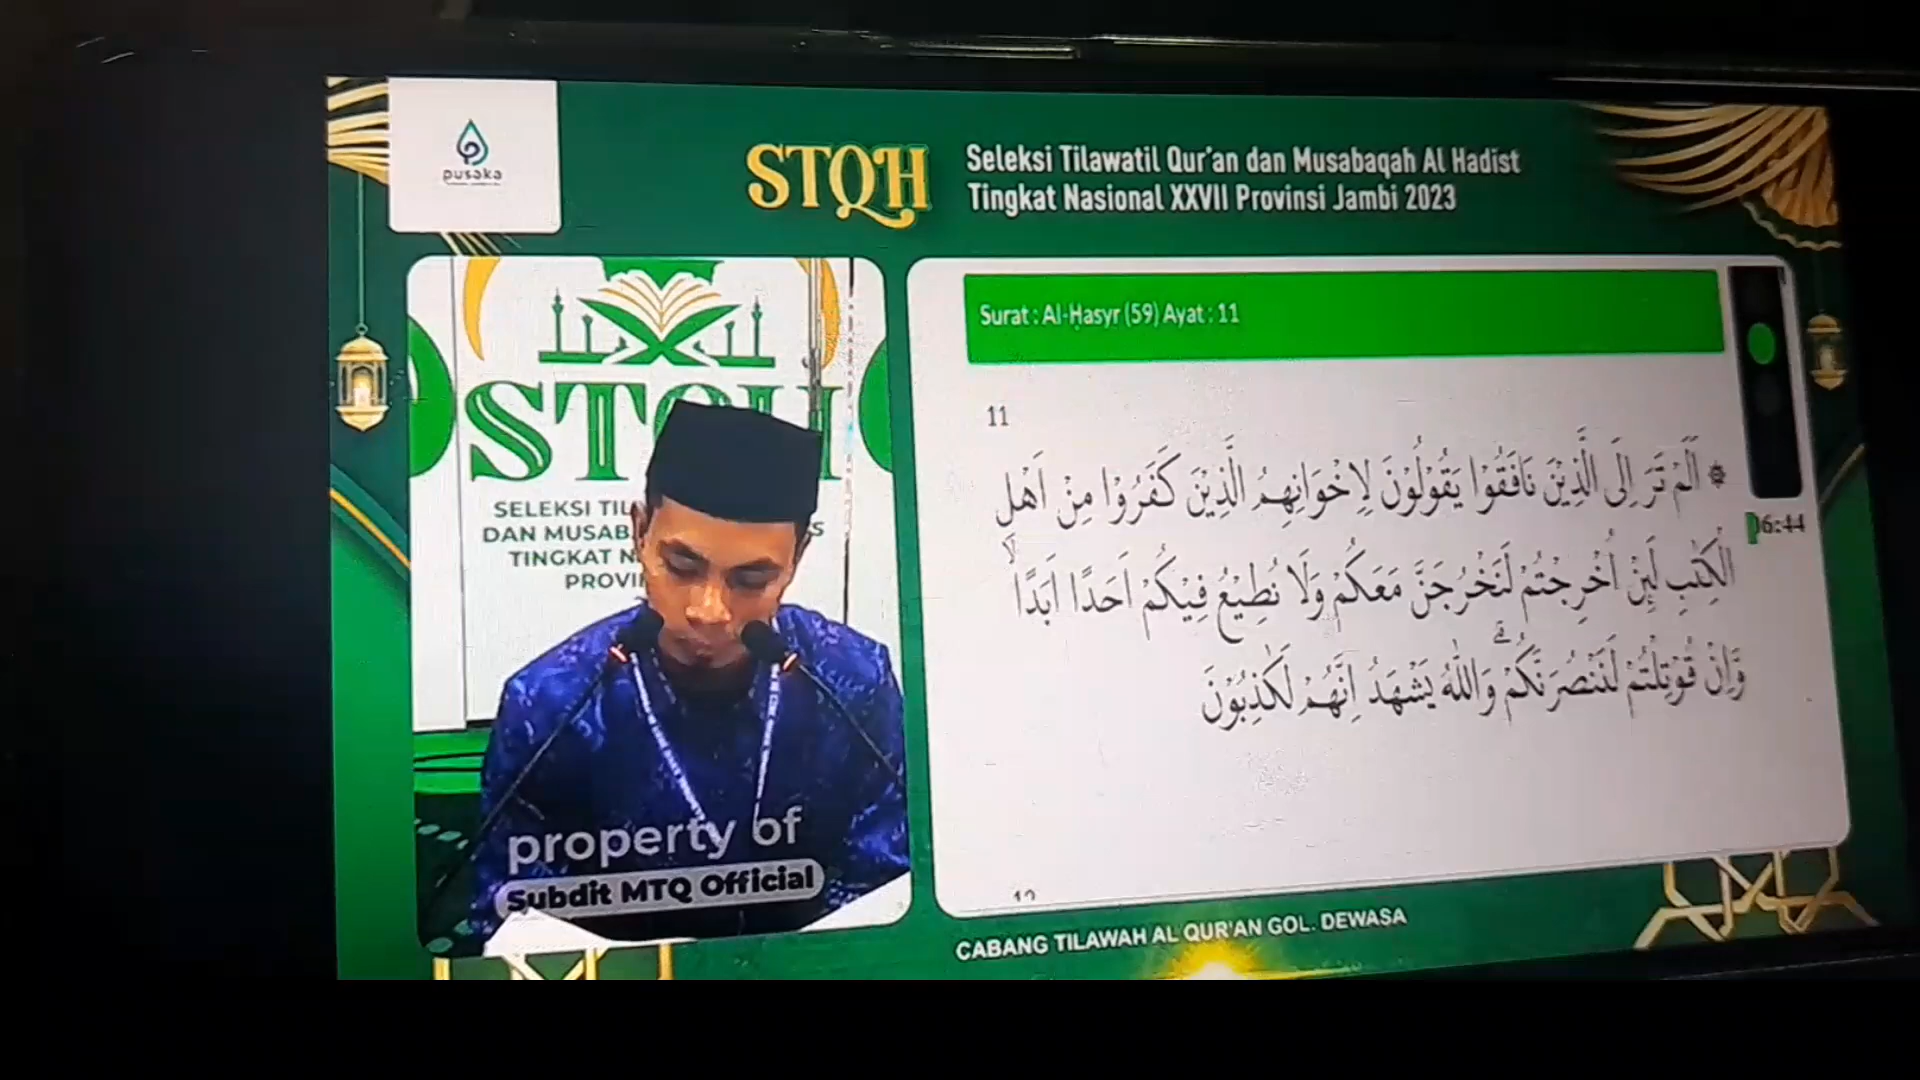 pusaka
STQH
Seleksi Tilawatil Qur'an dan Musabaqah Al Hadist
Tingkat Nasional XXVII Provinsi Jambi 2023
SELEKSI TIL
DAN MUSAB
TINGKAT N
PROVI
property of
Subdit MTQ Official
Surat : Al-Ḥasyr (59) Ayat : 11
11
۞ اَلَمْ تَرَ اِلَى الَّذِيْنَ نَافَقُوْا يَقُوْلُوْنَ لِاِخْوَانِهِمُ الَّذِيْنَ كَفَرُوْا مِنْ اَهْلِ
الْكِتٰبِ لَىِٕنْ اُخْرِجْتُمْ لَنَخْرُجَنَّ مَعَكُمْ وَلَا نُطِيْعُ فِيْكُمْ اَحَدًا اَبَدًاۙ
وَّاِنْ قُوْتِلْتُمْ لَنَنْصُرَنَّكُمْۗ وَاللّٰهُ يَشْهَدُ اِنَّهُمْ لَكٰذِبُوْنَ
06:44
12
CABANG TILAWAH AL QUR'AN GOL. DEWASA